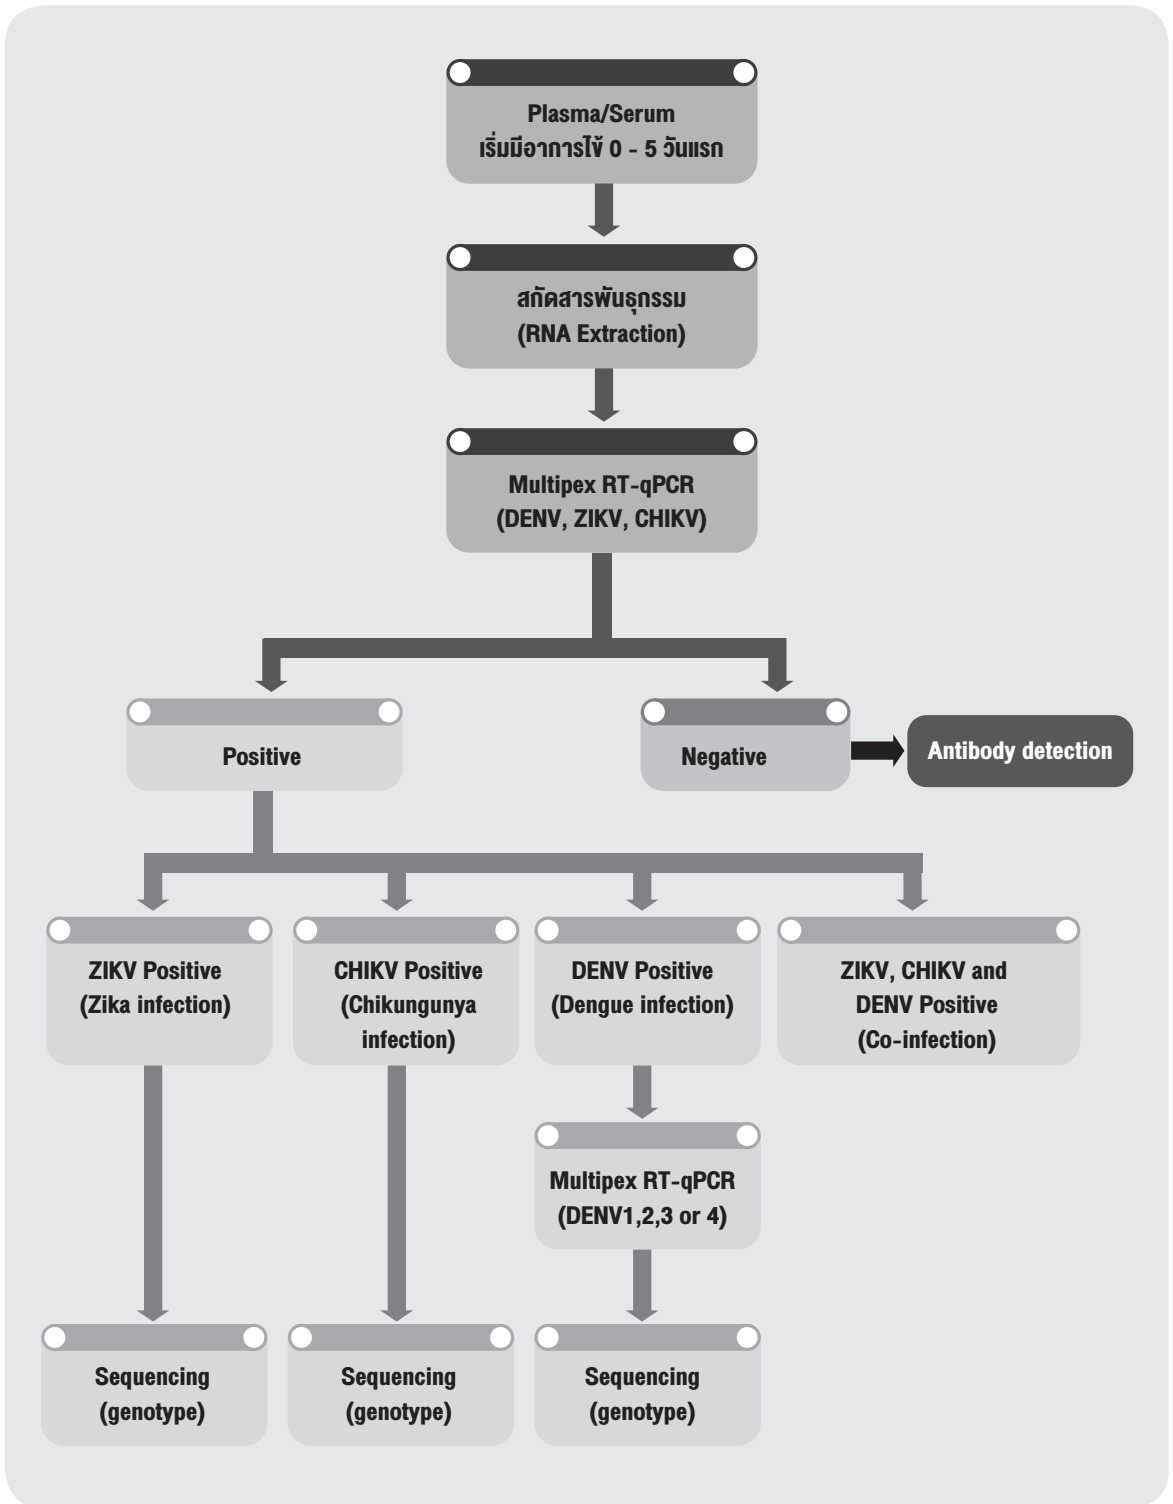 Plasma/Serum
เริ่มมีอาการไข้ 0 - 5 วันแรก
สกัดสารพันธุกรรม
(RNA Extraction)
Multipex RT-qPCR
(DENV, ZIKV, CHIKV)
Positive
Negative
Antibody detection
ZIKV Positive
(Zika infection)
CHIKV Positive
(Chikungunya
infection)
DENV Positive
(Dengue infection)
ZIKV, CHIKV and
DENV Positive
(Co-infection)
Multipex RT-qPCR
(DENV1,2,3 or 4)
Sequencing
(genotype)
Sequencing
(genotype)
Sequencing
(genotype)